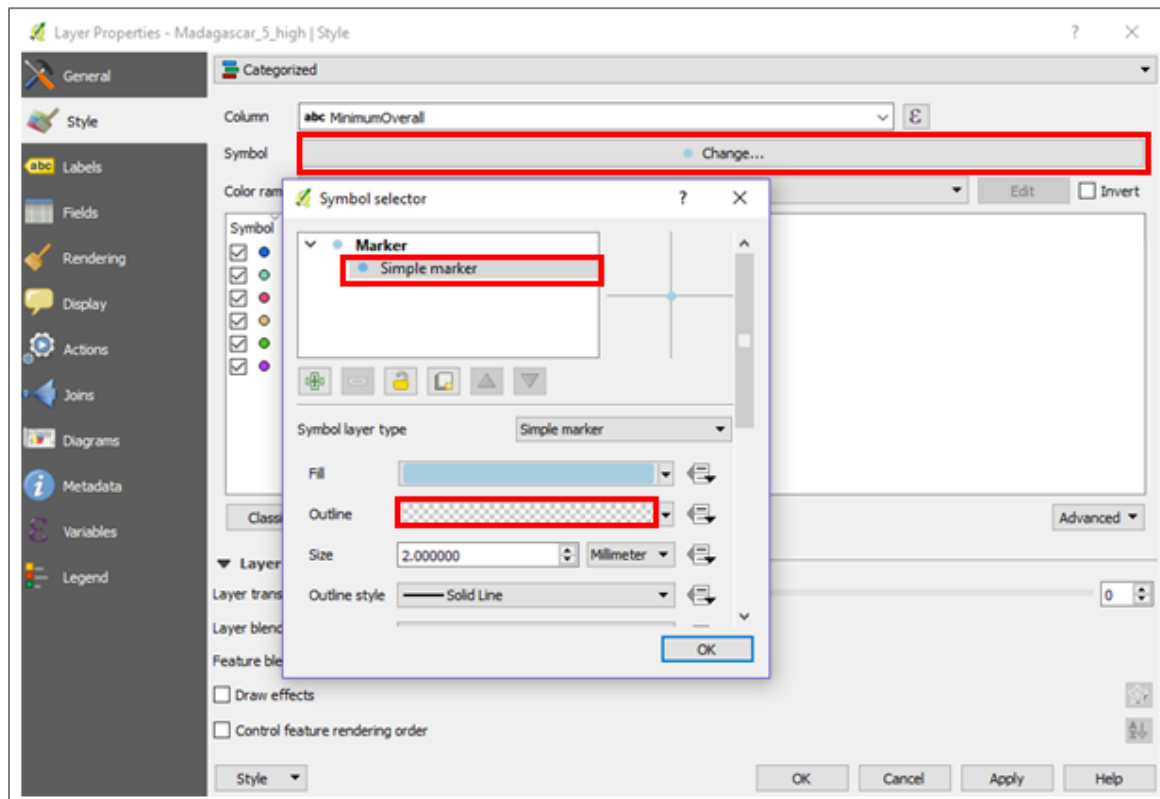 Layer Properties - Madagascar_5_high | Style
?
General
Style
abc Labels
Fields
Rendering
Display
Actions
Joins
Diagrams
Metadata
Variables
Legend
Categorized
Column abc MinimumOverall ε
Symbol Change...
Color ram Edit Invert
Symbol
Symbol selector ?
Marker
Simple marker
Symbol layer type Simple marker
Fill
Outline
Size 2.000000 Millimeter
Outline style Solid Line
OK
Classi Advanced
Layer
Layer trans 0
Layer blend
Feature ble
Draw effects
Control feature rendering order
Style OK Cancel Apply Help